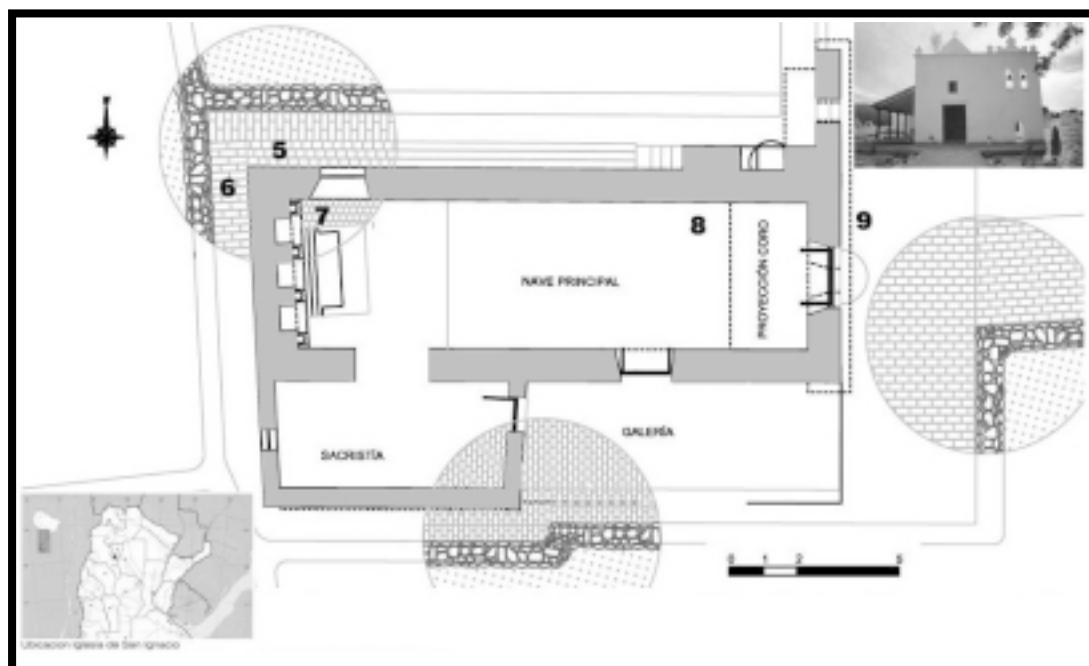 5
6
7
8
9
NAVE PRINCIPAL
PROYECCIÓN CORO
SACRISTÍA
GALERÍA
0 1 2 5
Ubicacion iglesia de San Ignacio